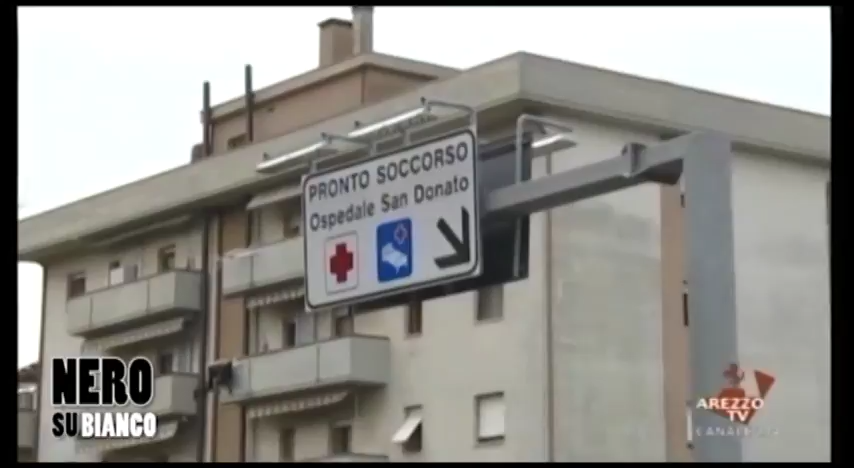 PRONTO SOCCORSO
Ospedale San Donato
NERO
SU BIANCO
AREZZO
TV